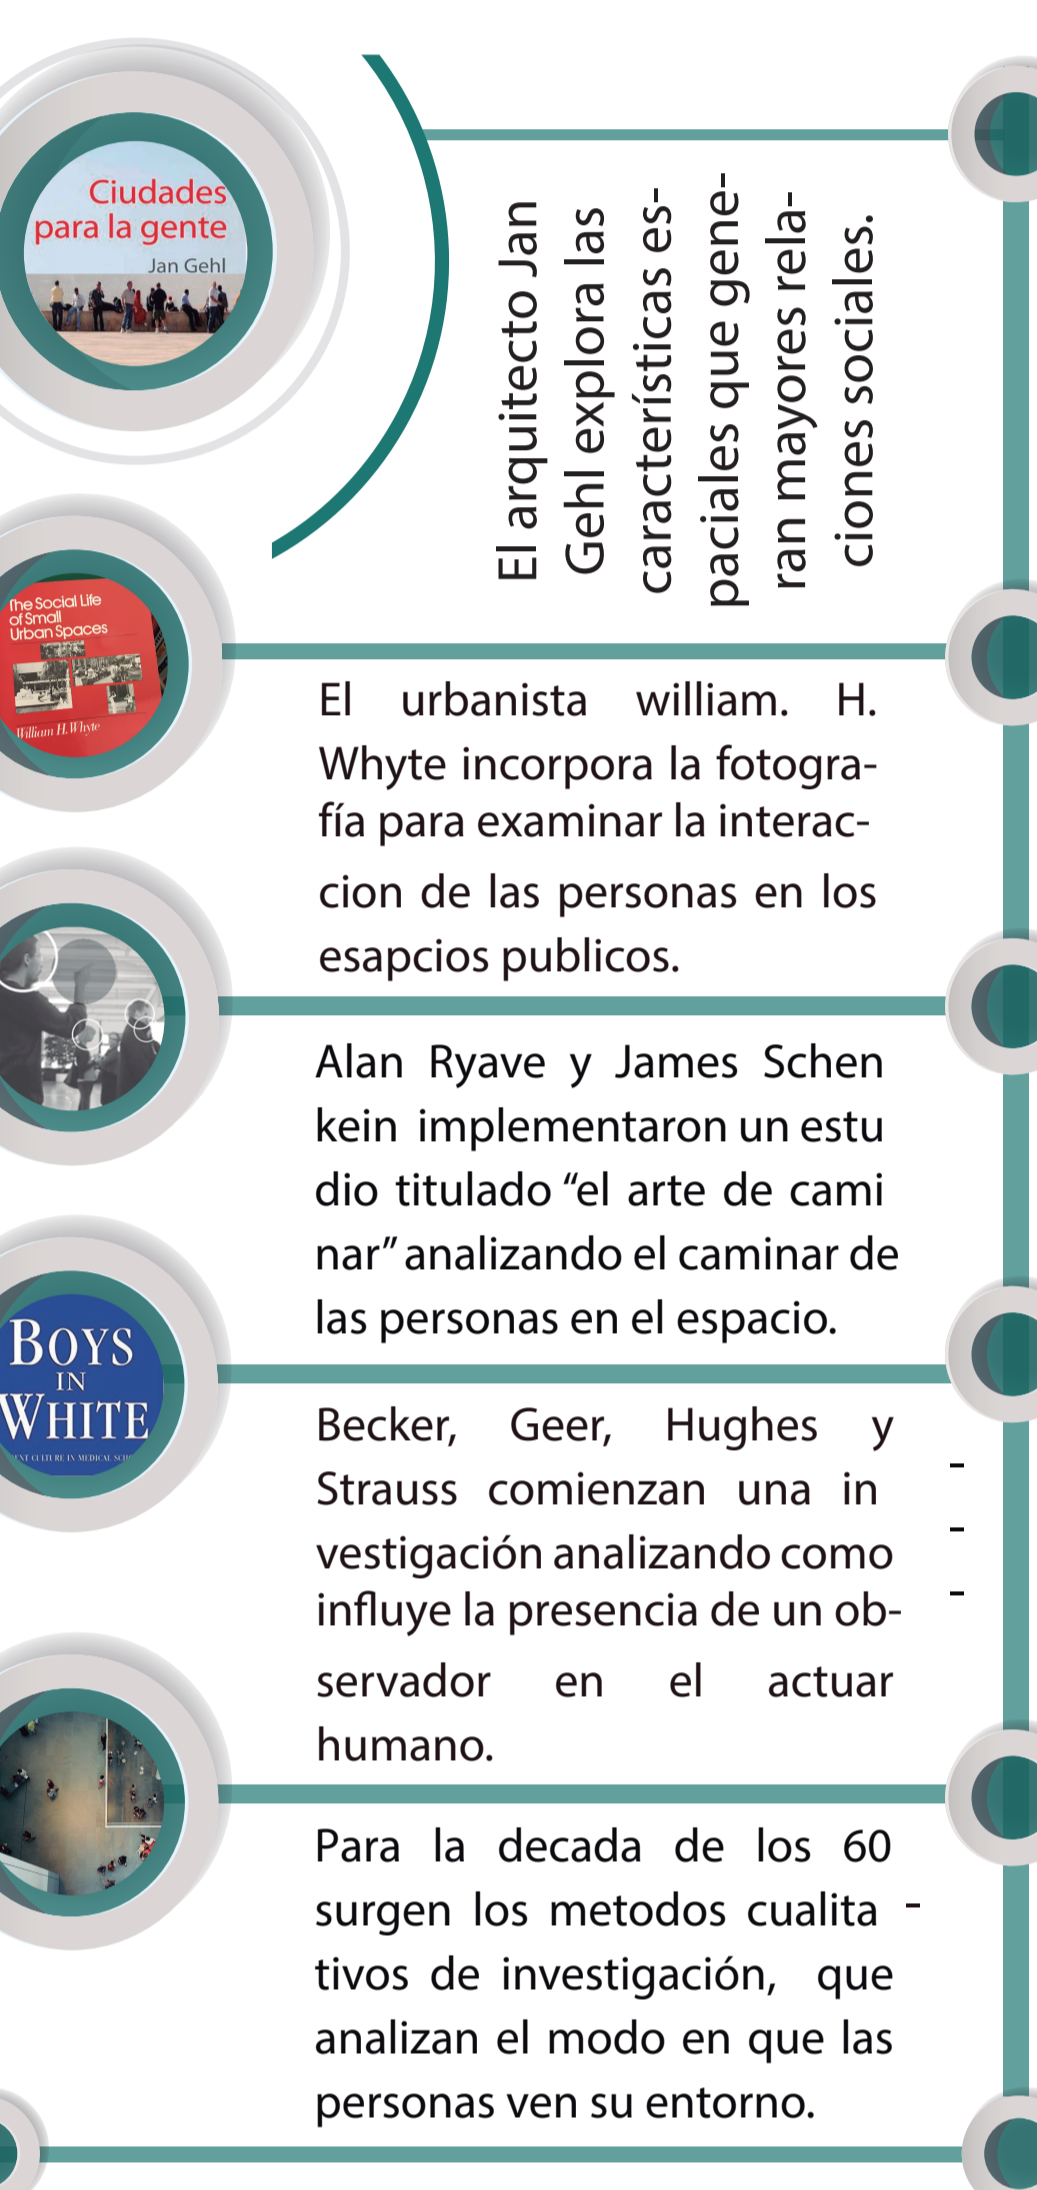 Ciudades
para la gente
Jan Gehl
El arquitecto Jan
Gehl explora las
características es-
paciales que gene-
ran mayores rela-
ciones sociales.
The Social Life
of Small
Urban Spaces
William H. Whyte
El urbanista william. H.
Whyte incorpora la fotogra-
fía para examinar la interac-
cion de las personas en los
esapcios publicos.
Alan Ryave y James Schen
kein implementaron un estu
dio titulado “el arte de cami
nar” analizando el caminar de
las personas en el espacio.
BOYS
IN
WHITE
CULTURE IN MEDICAL
Becker, Geer, Hughes y
Strauss comienzan una in
vestigación analizando como
influye la presencia de un ob-
servador en el actuar
humano.
-
-
-
Para la decada de los 60
surgen los metodos cualita -
tivos de investigación, que
analizan el modo en que las
personas ven su entorno.